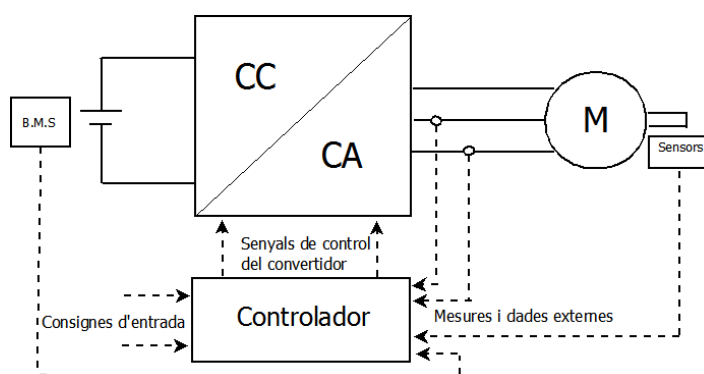 CC
B.M.S
M
CA
Sensors
Senyals de control
del convertidor
Consignes d'entrada
Controlador
Mesures i dades externes